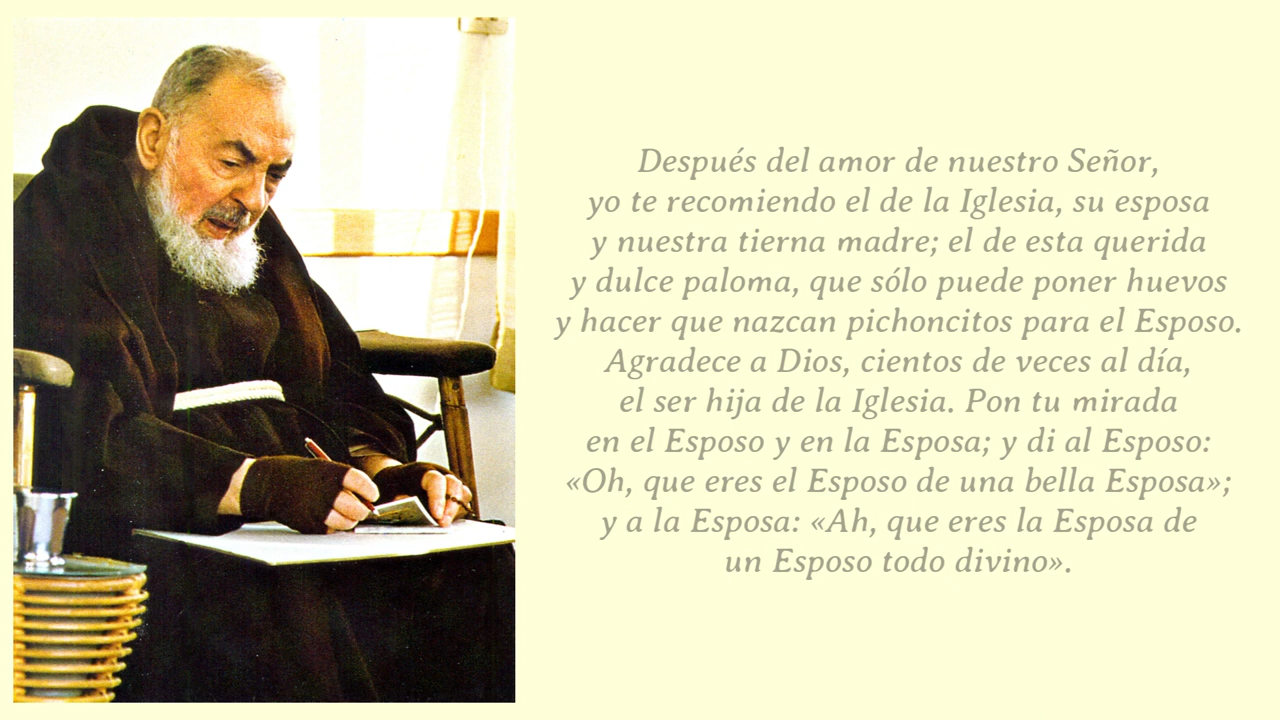 Después del amor de nuestro Señor,
yo te recomiendo el de la Iglesia, su esposa
y nuestra tierna madre; el de esta querida
y dulce paloma, que sólo puede poner huevos
y hacer que nazcan pichoncitos para el Esposo.
Agradece a Dios, cientos de veces al día,
el ser hija de la Iglesia. Pon tu mirada
en el Esposo y en la Esposa; y di al Esposo:
«Oh, que eres el Esposo de una bella Esposa»;
y a la Esposa: «Ah, que eres la Esposa de
un Esposo todo divino».